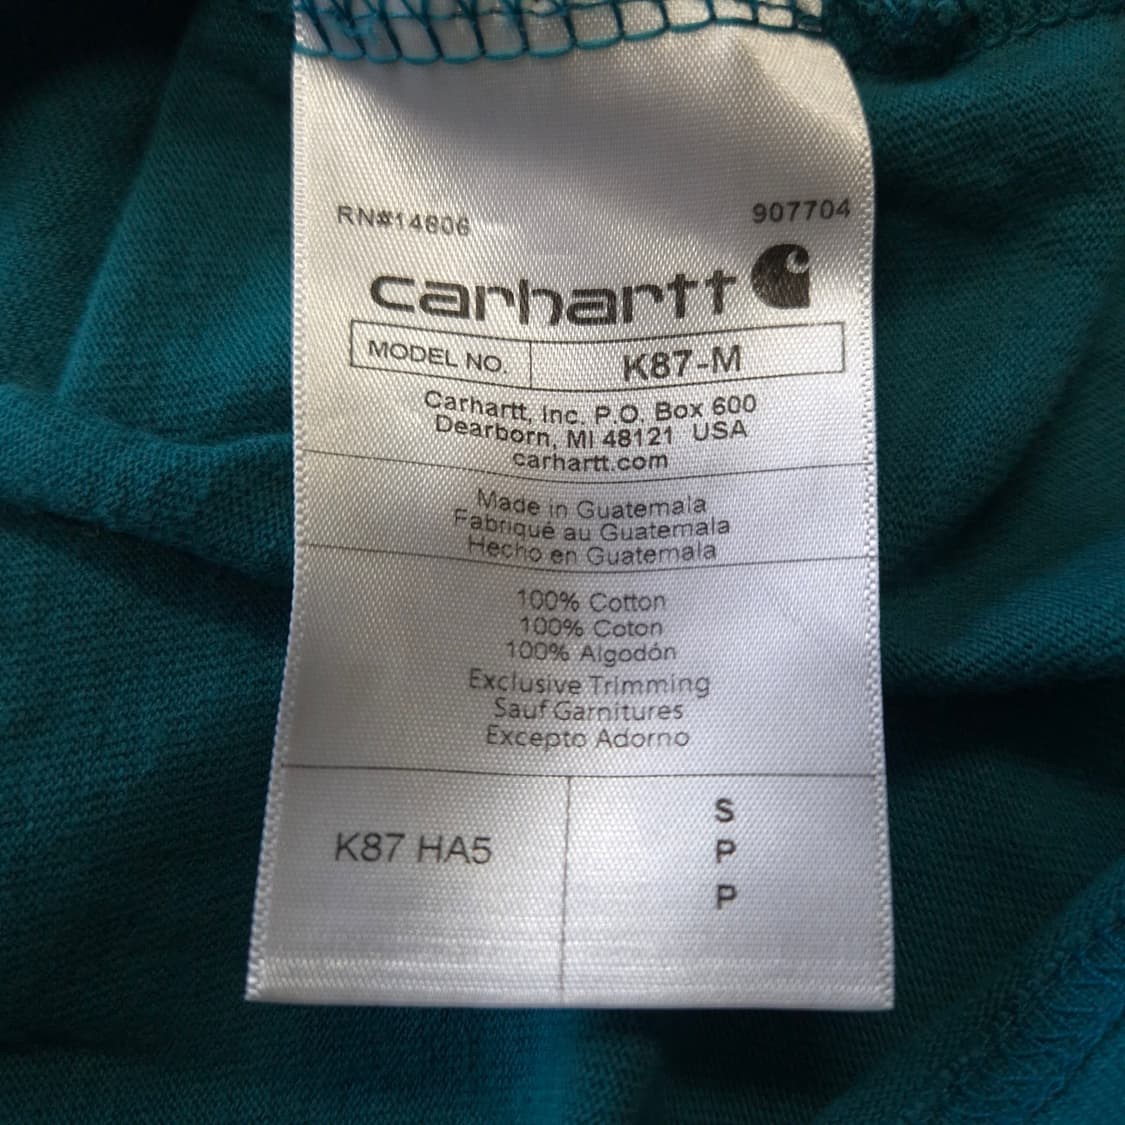 RN#14806 907704
carhartt
MODEL NO. K87-M
Carhartt, Inc. P.O. Box 600
Dearborn, MI 48121 USA
carhartt.com
Made in Guatemala
Fabriqué au Guatemala
Hecho en Guatemala
100% Cotton
100% Coton
100% Algodón
Exclusive Trimming
Sauf Garnitures
Excepto Adorno
K87 HA5
S
P
P